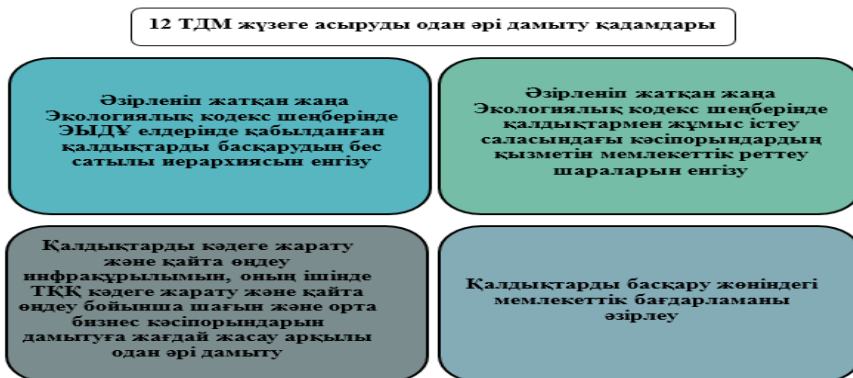 12 ТДМ жүзеге асыруды одан әрі дамыту қадамдары
Әзірленіп жатқан жаңа
Экологиялық кодекс шеңберінде
ЭЫДҰ елдерінде қабылданған
қалдықтарды басқарудың бес
сатылы иерархиясын енгізу
Әзірленіп жатқан жаңа
Экологиялық кодекс шеңберінде
қалдықтармен жұмыс істеу
саласындағы кәсіпорындардың
қызметін мемлекеттік реттеу
шараларын енгізу
Қалдықтарды кәдеге жарату
және қайта өңдеу
инфрақұрылымын, оның ішінде
ТҚҚ кәдеге жарату және қайта
өңдеу бойынша шағын және орта
бизнес кәсіпорындарын
дамытуға жағдай жасау арқылы
одан әрі дамыту
Қалдықтарды басқару жөніндегі
мемлекеттік бағдарламаны
әзірлеу